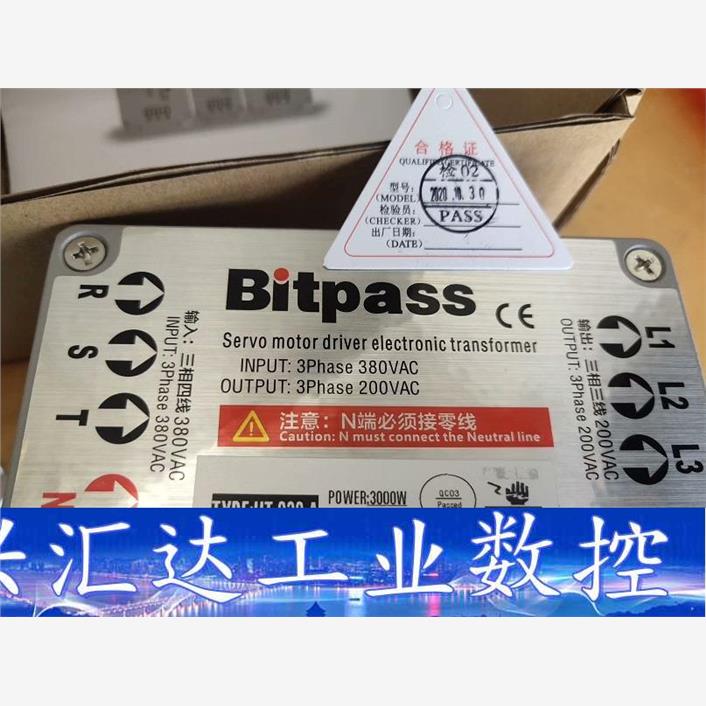 合格证
QUALIFIED CERTIFICATE
检02
型号:
(MODEL)
2020.10.30
检验员:
(CHECKER)
PASS
出厂日期:
(DATE)
Bitpass
CE
Servo motor driver electronic transformer
INPUT: 3Phase 380VAC
OUTPUT: 3Phase 200VAC
注意:N端必须接零线
Caution: N must connect the Neutral line
R
S
T
N
输入:三相四线 380VAC
INPUT: 3Phase 380VAC
L1
L2
L3
输出:三相三线 200VAC
OUTPUT: 3Phase 200VAC
POWER:3000W
QC03
Passed
汇达工业数控